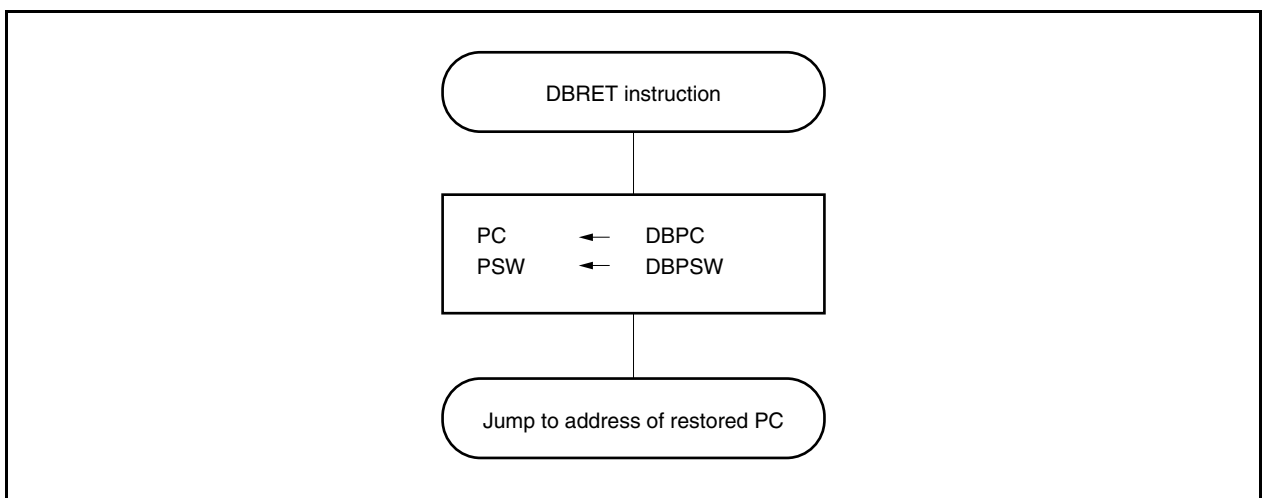 DBRET instruction
PC ← DBPC
PSW ← DBPSW
Jump to address of restored PC